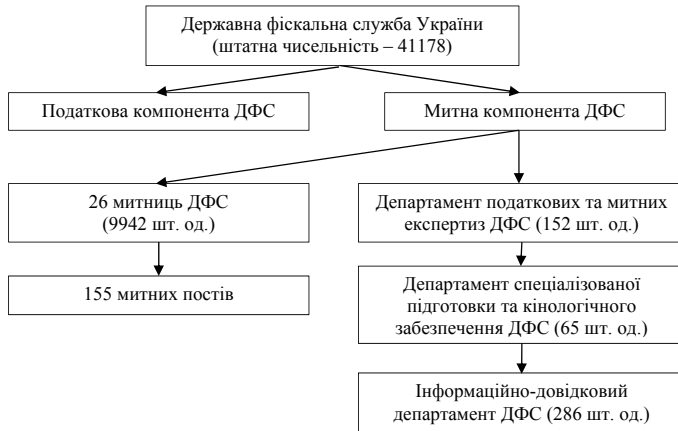 Державна фіскальна служба України
(штатна чисельність – 41178)
Податкова компонента ДФС
Митна компонента ДФС
26 митниць ДФС
(9942 шт. од.)
Департамент податкових та митних
експертиз ДФС (152 шт. од.)
155 митних постів
Департамент спеціалізованої
підготовки та кінологічного
забезпечення ДФС (65 шт. од.)
Інформаційно-довідковий
департамент ДФС (286 шт. од.)